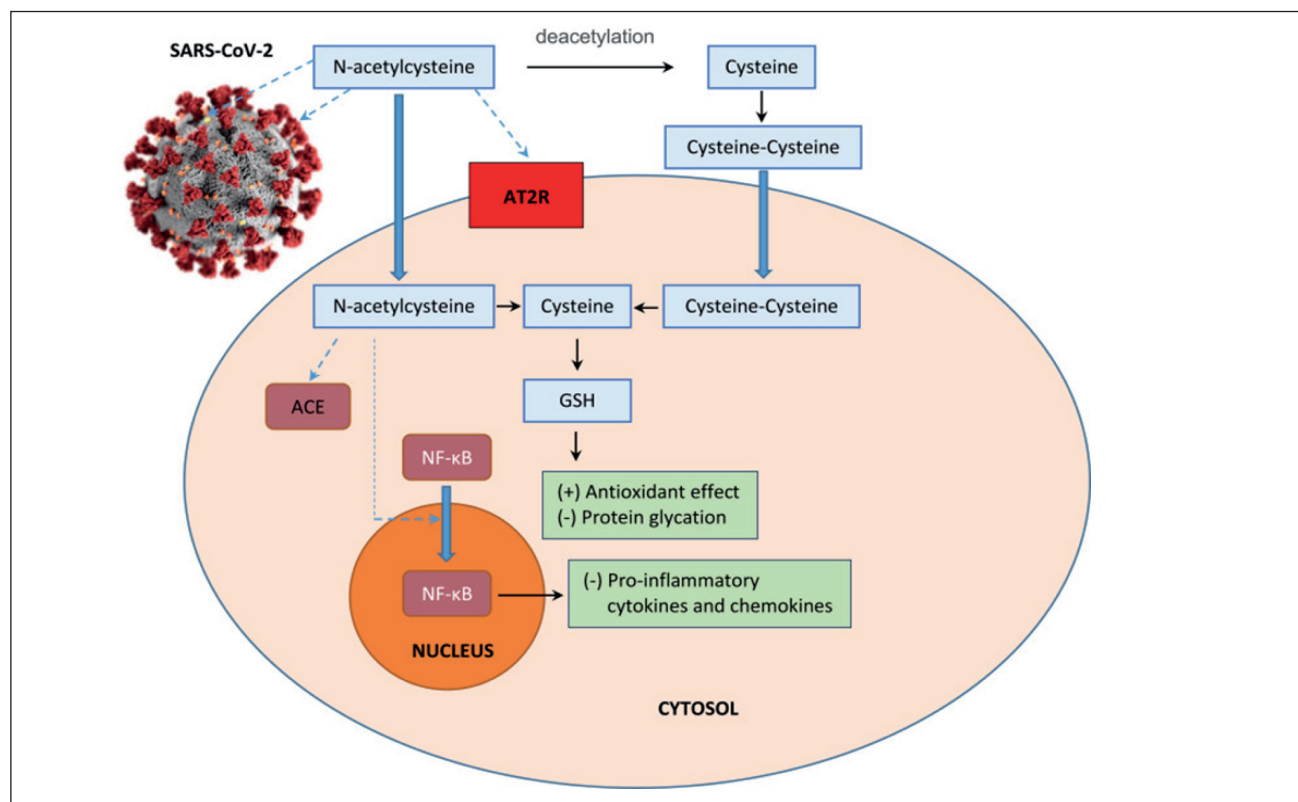 SARS-CoV-2
deacetylation
N-acetylcysteine
Cysteine
Cysteine-Cysteine
AT2R
N-acetylcysteine
Cysteine
Cysteine-Cysteine
ACE
GSH
NF-κB
(+) Antioxidant effect
(-) Protein glycation
NF-κB
(-) Pro-inflammatory
cytokines and chemokines
NUCLEUS
CYTOSOL